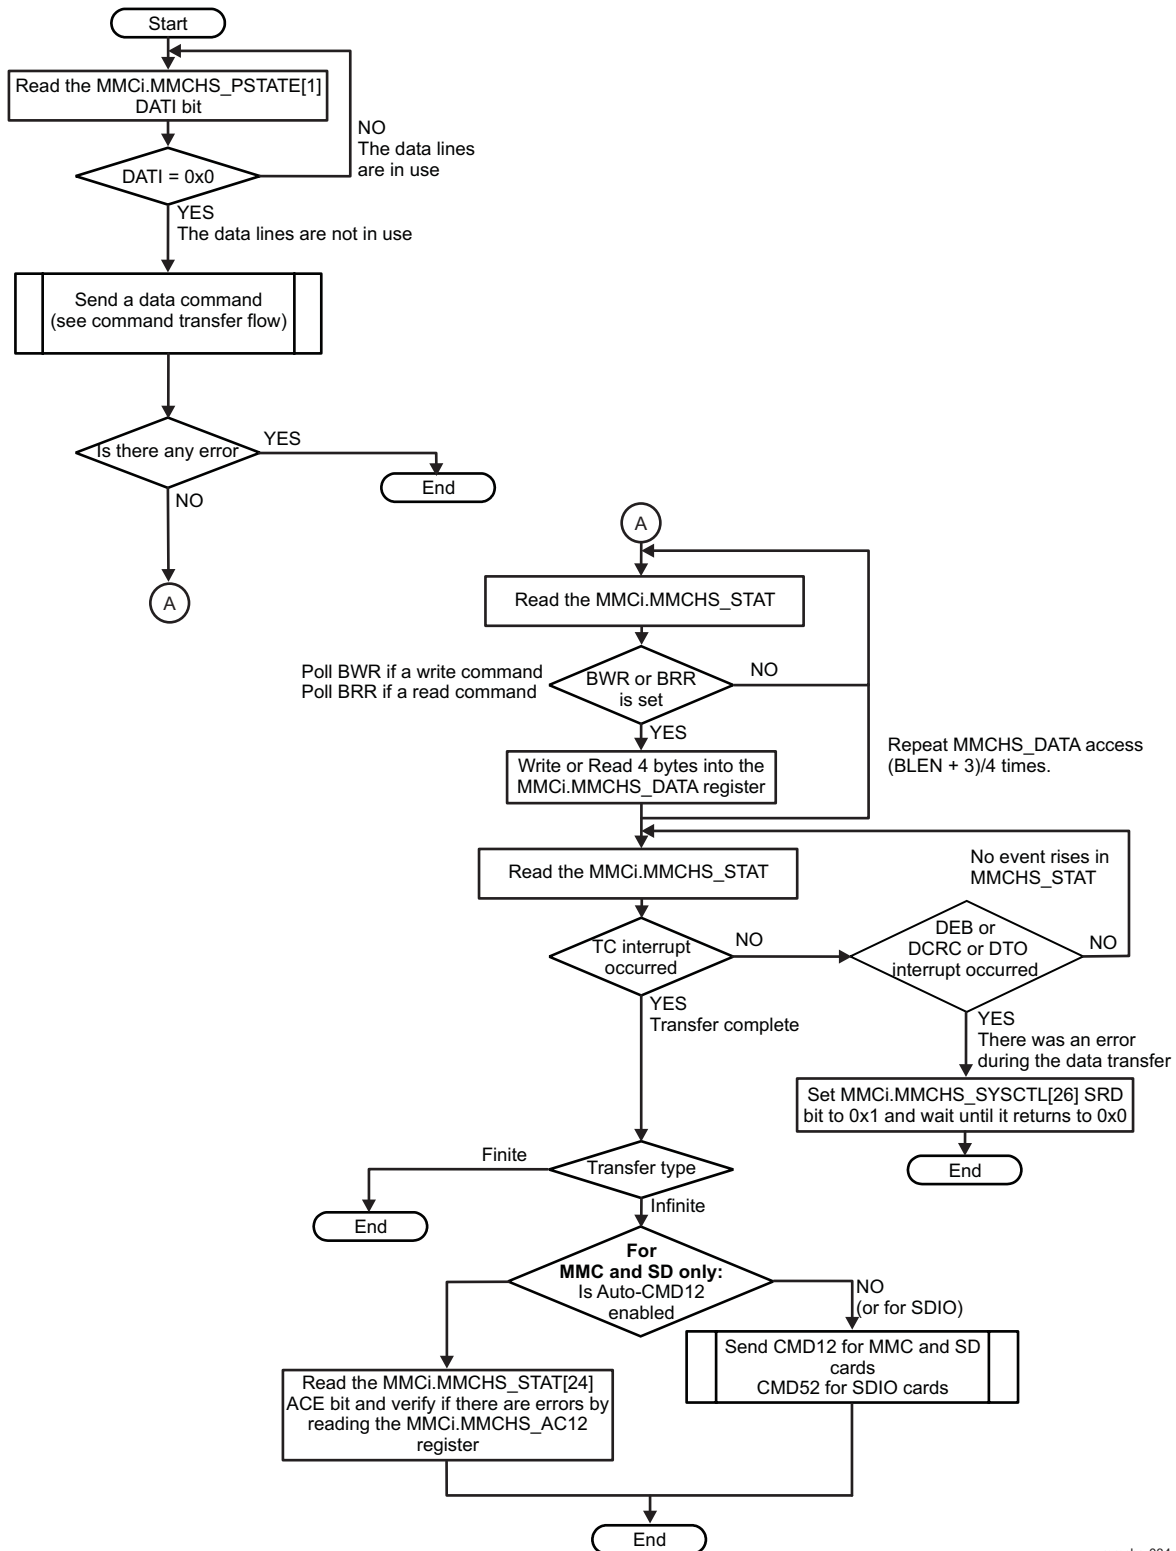 Start
Read the MMCi.MMCHS_PSTATE[1]
DATI bit
NO
The data lines
are in use
DATI = 0x0
YES
The data lines are not in use
Send a data command
(see command transfer flow)
Is there any error
YES
End
NO
A
A
Read the MMCi.MMCHS_STAT
Poll BWR if a write command
Poll BRR if a read command
BWR or BRR
is set
NO
YES
Repeat MMCHS_DATA access
(BLEN + 3)/4 times.
Write or Read 4 bytes into the
MMCi.MMCHS_DATA register
Read the MMCi.MMCHS_STAT
No event rises in
MMCHS_STAT
TC interrupt
occurred
NO
DEB or
DCRC or DTO
interrupt occurred
NO
YES
Transfer complete
YES
There was an error
during the data transfer
Set MMCi.MMCHS_SYSCTL[26] SRD
bit to 0x1 and wait until it returns to 0x0
End
Finite
Transfer type
End
Infinite
For
MMC and SD only:
Is Auto-CMD12
enabled
NO
(or for SDIO)
Send CMD12 for MMC and SD
cards
CMD52 for SDIO cards
Read the MMCi.MMCHS_STAT[24]
ACE bit and verify if there are errors by
reading the MMCi.MMCHS_AC12
register
End